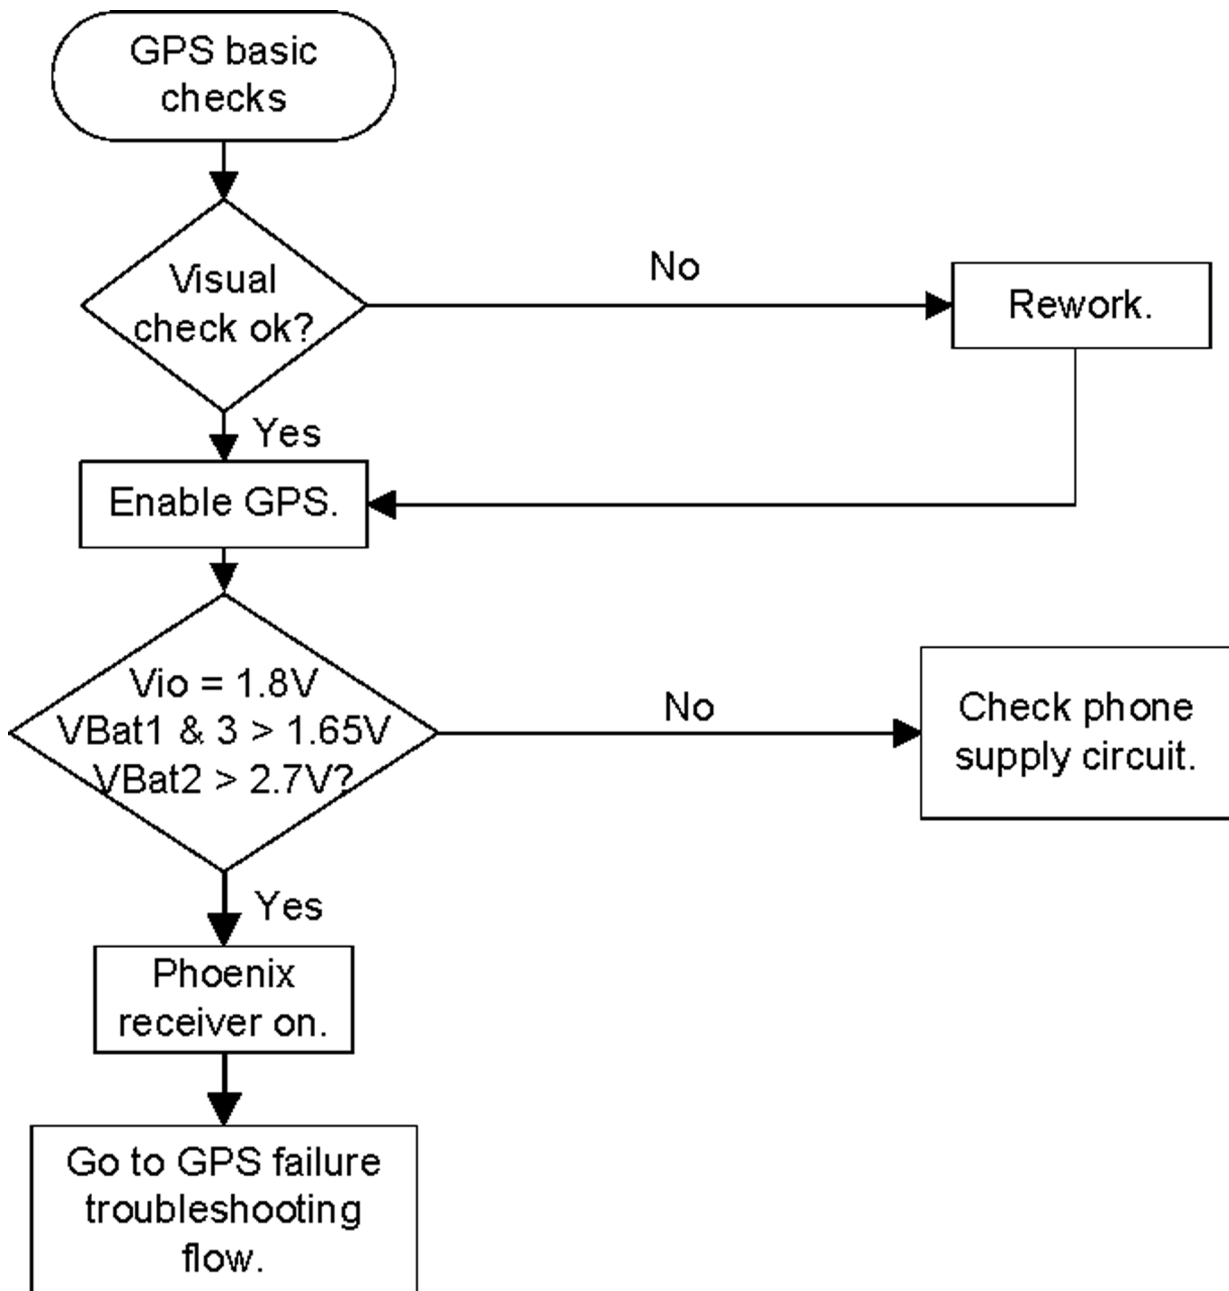 GPS basic
checks
Visual
check ok?
No
Rework.
Yes
Enable GPS.
Vio = 1.8V
VBat1 & 3 > 1.65V
VBat2 > 2.7V?
No
Check phone
supply circuit.
Yes
Phoenix
receiver on.
Go to GPS failure
troubleshooting
flow.